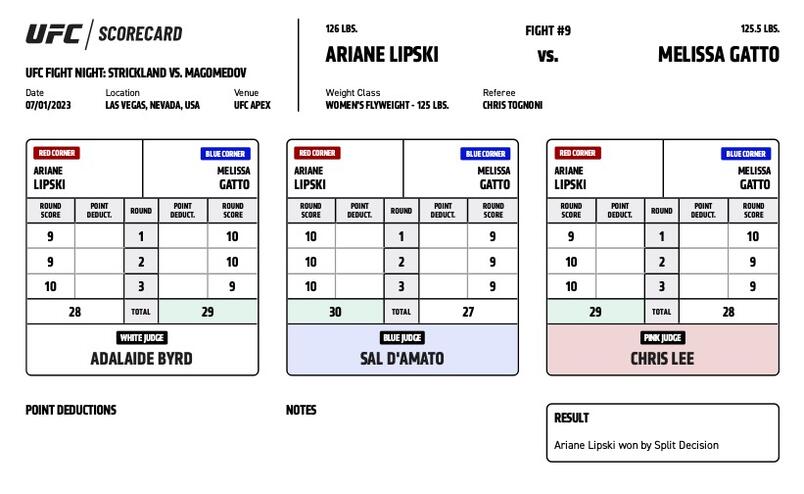 UFC / SCORECARD
UFC FIGHT NIGHT: STRICKLAND VS. MAGOMEDOV
Date Location Venue
07/01/2023 LAS VEGAS, NEVADA, USA UFC APEX
126 LBS. FIGHT #9 125.5 LBS.
ARIANE LIPSKI VS. MELISSA GATTO
Weight Class Referee
WOMEN'S FLYWEIGHT - 125 LBS. CHRIS TOGNONI
RED CORNER BLUE CORNER
ARIANE MELISSA
LIPSKI GATTO
ROUND SCORE POINT DEDUCT. ROUND POINT DEDUCT. ROUND SCORE
9 1 10
9 2 10
10 3 9
28 TOTAL 29
WHITE JUDGE
ADALAIDE BYRD
RED CORNER BLUE CORNER
ARIANE MELISSA
LIPSKI GATTO
ROUND SCORE POINT DEDUCT. ROUND POINT DEDUCT. ROUND SCORE
10 1 9
10 2 9
10 3 9
30 TOTAL 27
BLUE JUDGE
SAL D'AMATO
RED CORNER BLUE CORNER
ARIANE MELISSA
LIPSKI GATTO
ROUND SCORE POINT DEDUCT. ROUND POINT DEDUCT. ROUND SCORE
9 1 10
10 2 9
10 3 9
29 TOTAL 28
PINK JUDGE
CHRIS LEE
POINT DEDUCTIONS
NOTES
RESULT
Ariane Lipski won by Split Decision